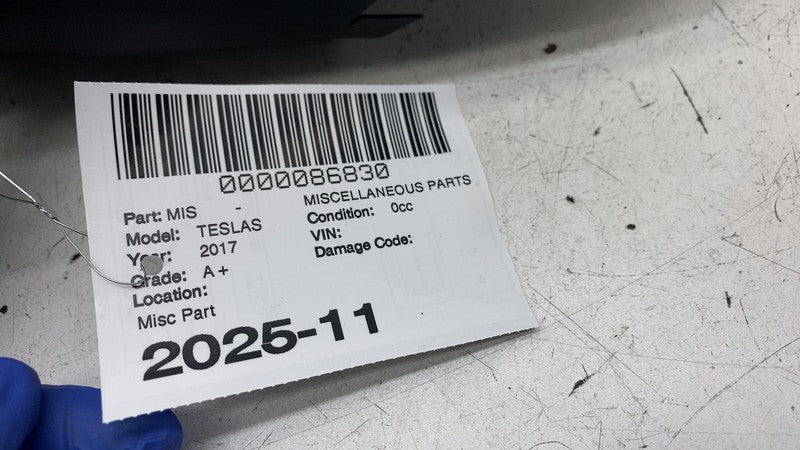 0000086830
Part: MIS - MISCELLANEOUS PARTS
Model: TESLAS Condition: 0cc
Year: 2017 VIN:
Grade: A+ Damage Code:
Location:
Misc Part
2025-11